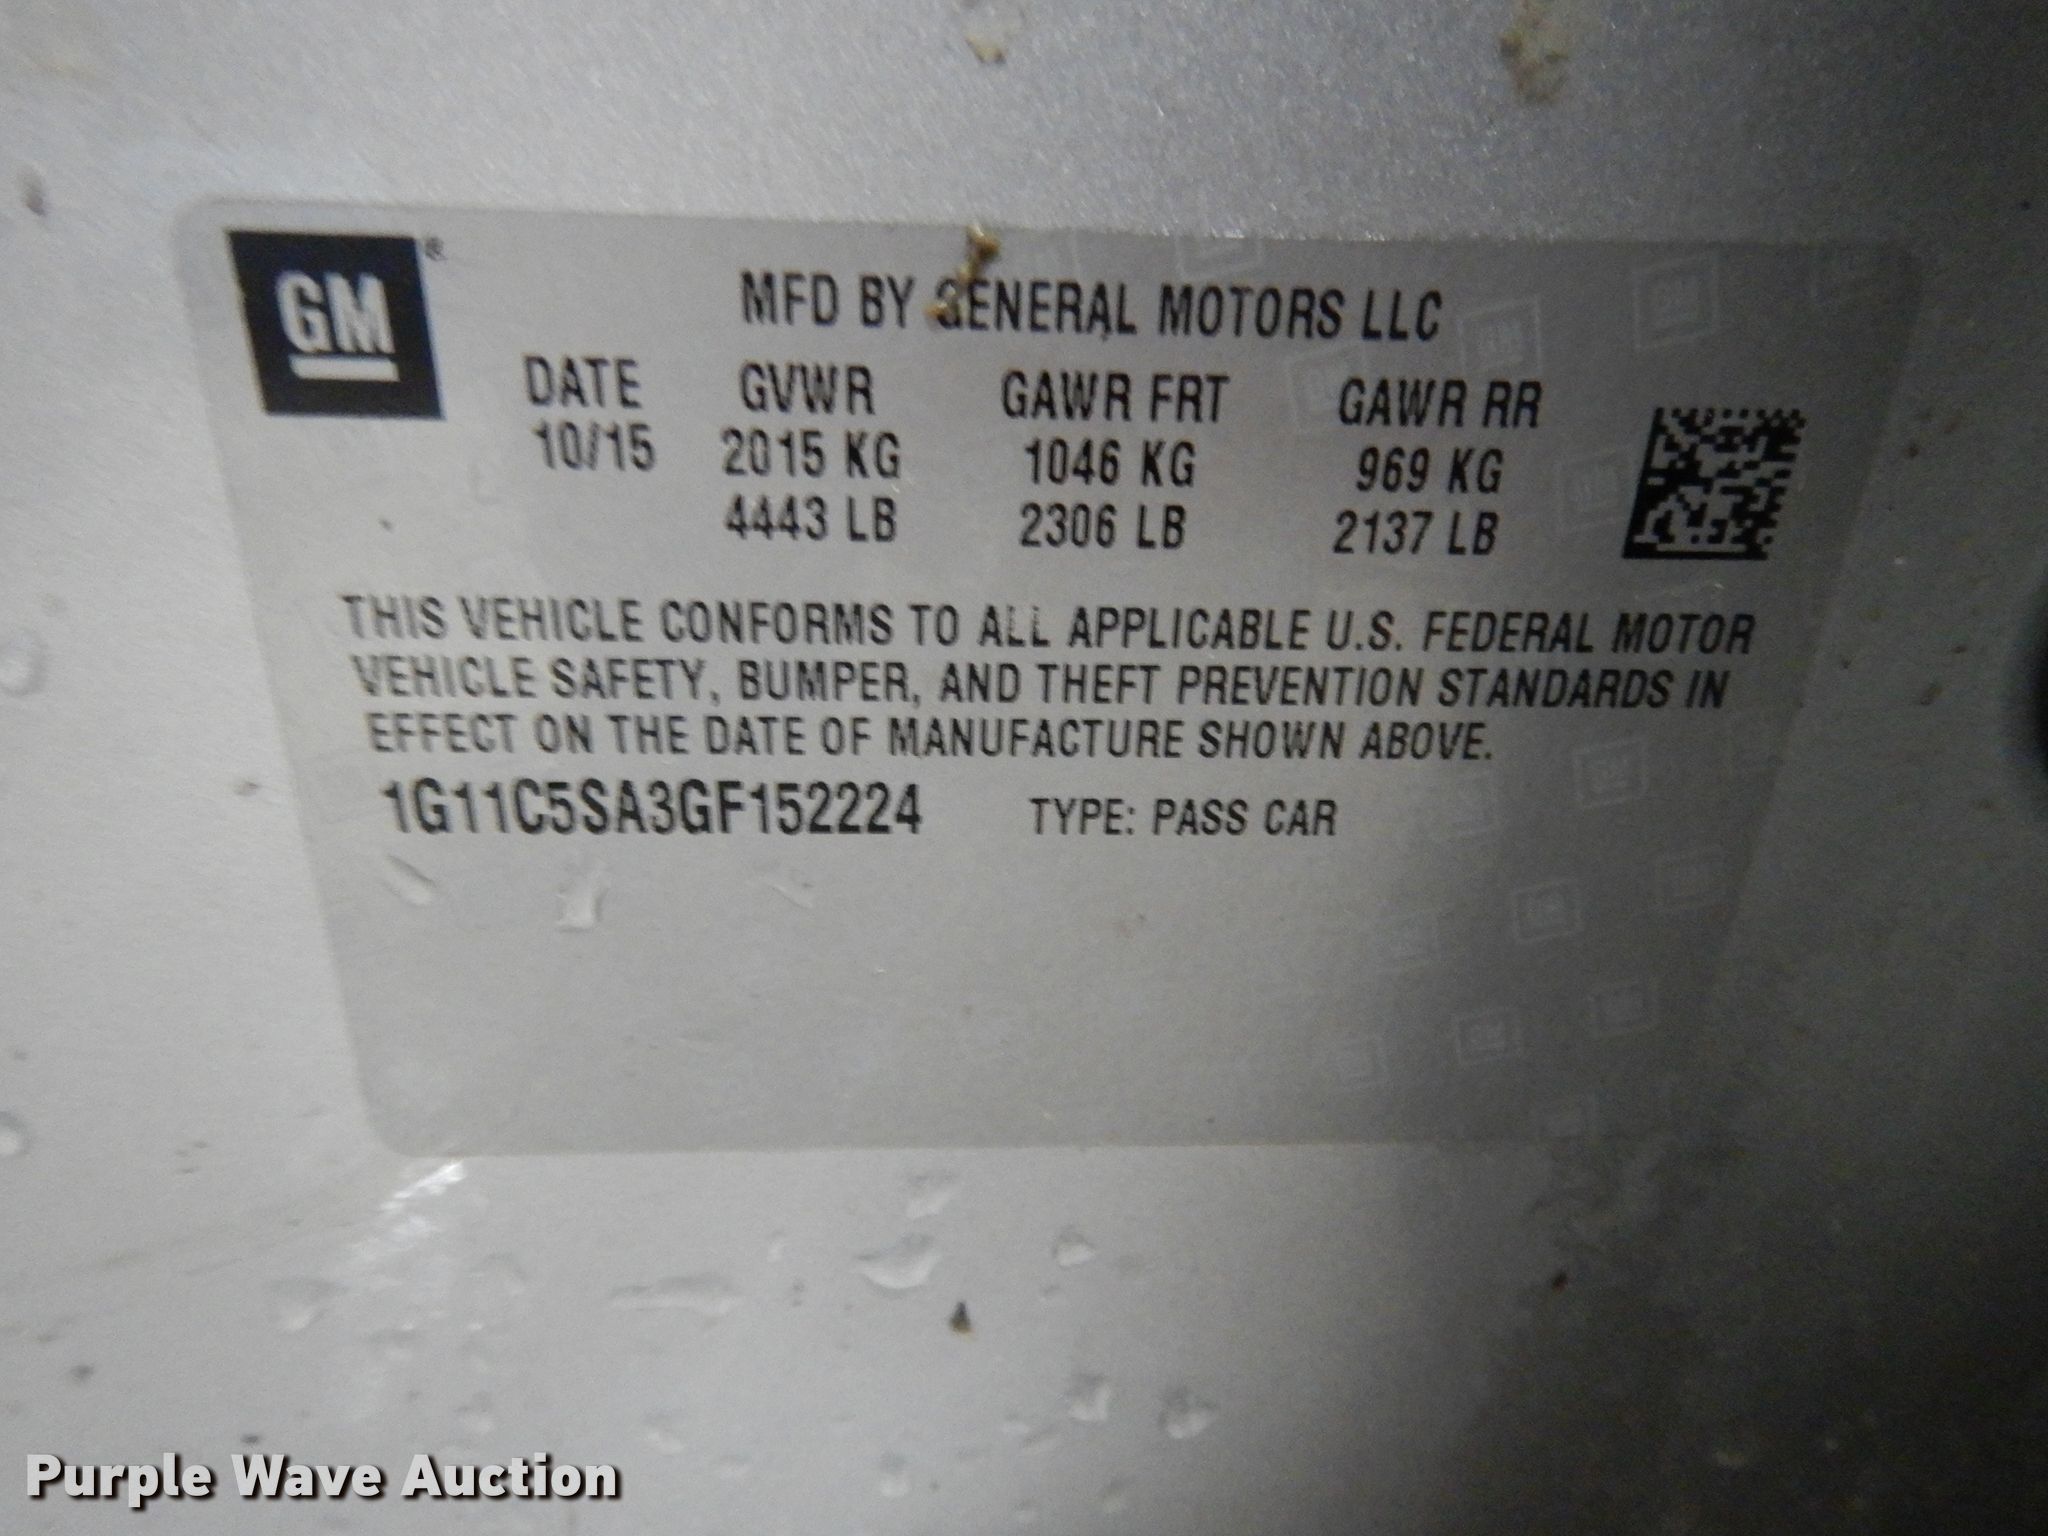 GM®
MFD BY GENERAL MOTORS LLC
DATE GVWR GAWR FRT GAWR RR
10/15 2015 KG 1046 KG 969 KG
4443 LB 2306 LB 2137 LB
THIS VEHICLE CONFORMS TO ALL APPLICABLE U.S. FEDERAL MOTOR
VEHICLE SAFETY, BUMPER, AND THEFT PREVENTION STANDARDS IN
EFFECT ON THE DATE OF MANUFACTURE SHOWN ABOVE.
1G11C5SA3GF152224 TYPE: PASS CAR
Purple Wave Auction